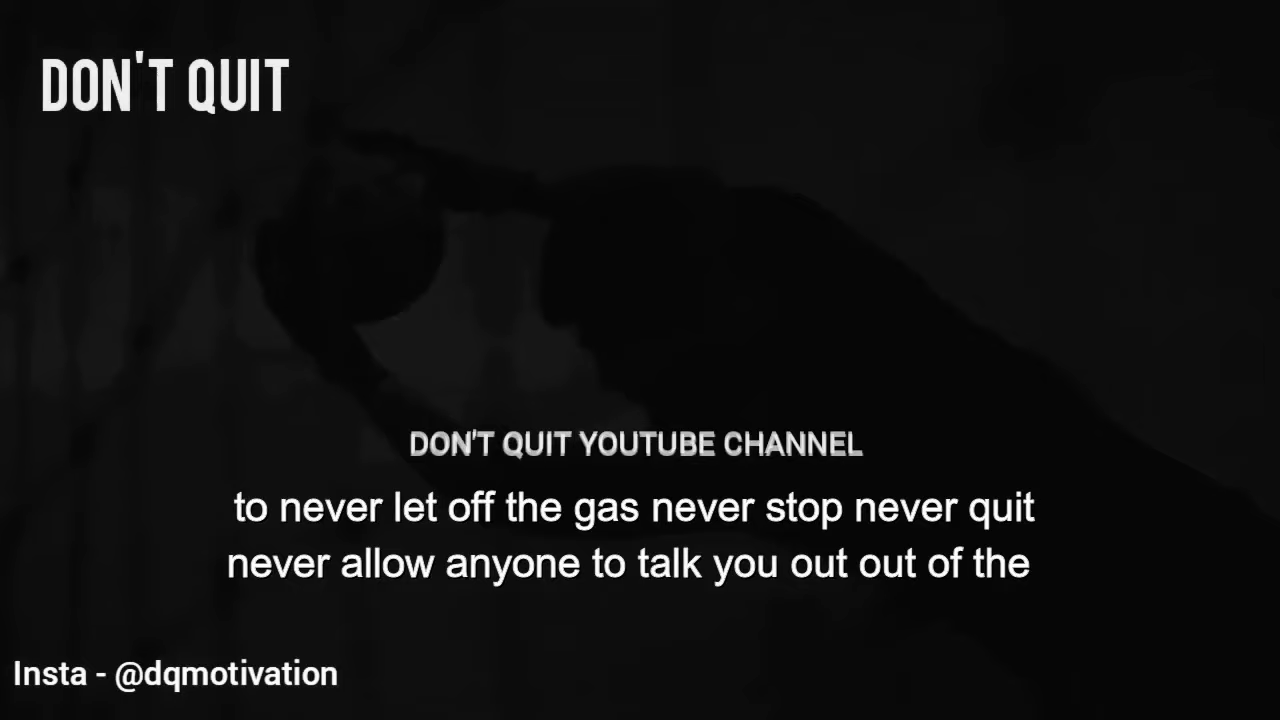 DON'T QUIT
DON'T QUIT YOUTUBE CHANNEL
to never let off the gas never stop never quit
never allow anyone to talk you out out of the
Insta - @dqmotivation